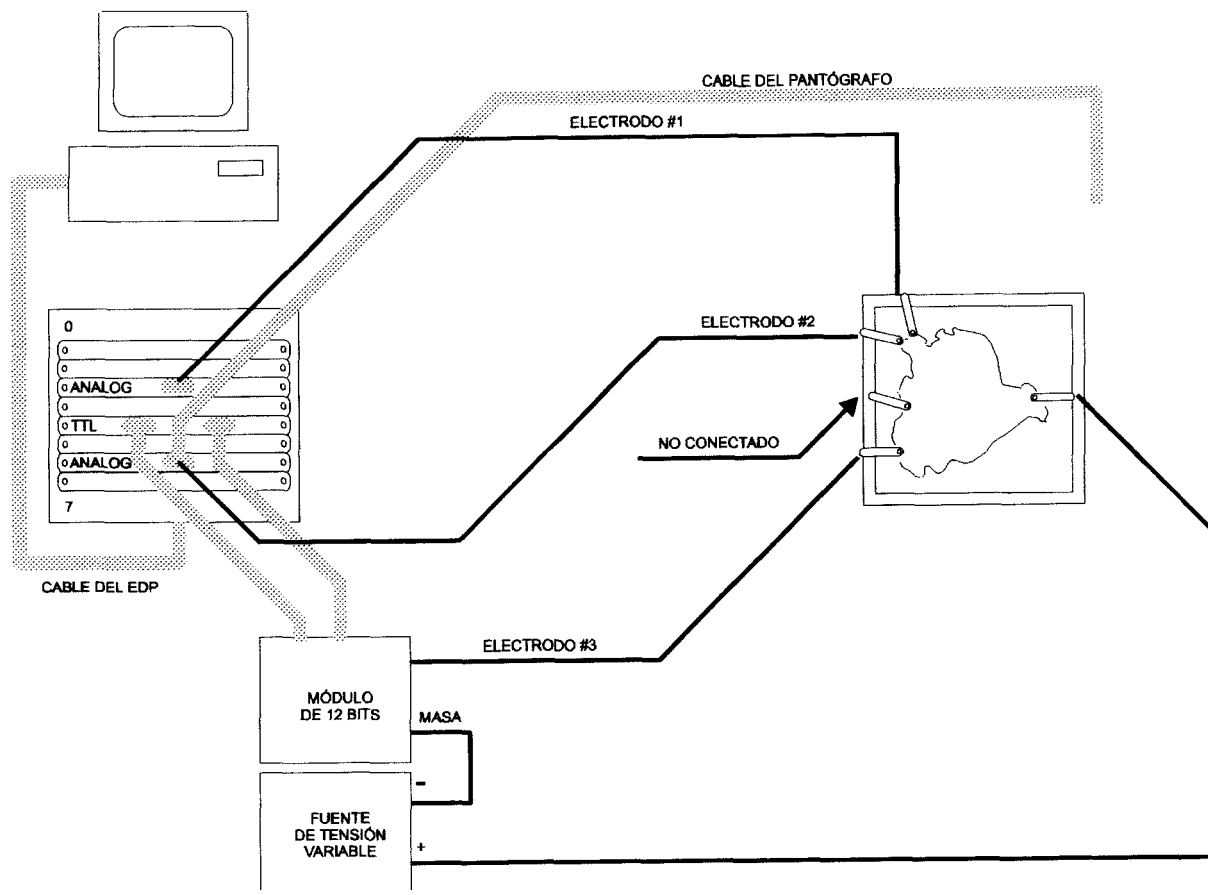 CABLE DEL PANTÓGRAFO
ELECTRODO #1
0
ELECTRODO #2
ANALOG
TTL
NO CONECTADO
ANALOG
7
CABLE DEL EDP
ELECTRODO #3
MÓDULO
DE 12 BITS
MASA
-
FUENTE
DE TENSIÓN
VARIABLE
+